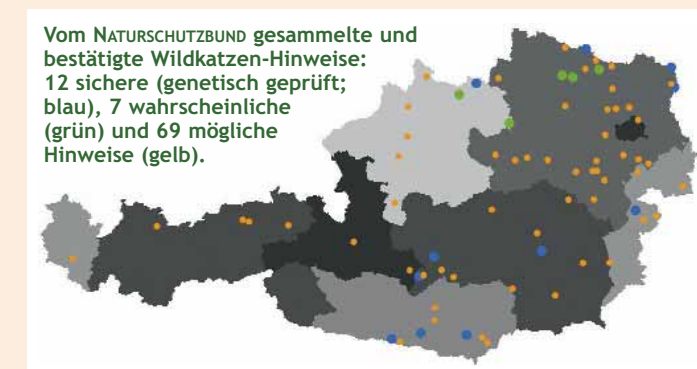 Vom NATURSCHUTZBUND gesammelte und
bestätigte Wildkatzen-Hinweise:
12 sichere (genetisch geprüft;
blau), 7 wahrscheinliche
(grün) und 69 mögliche
Hinweise (gelb).